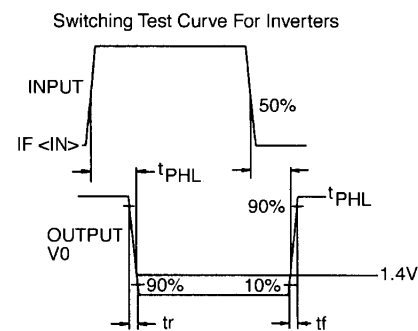 Switching Test Curve For Inverters
INPUT
50%
IF <IN>
tPHL
90%
tPHL
OUTPUT
V0
1.4V
90%
10%
tr
tf